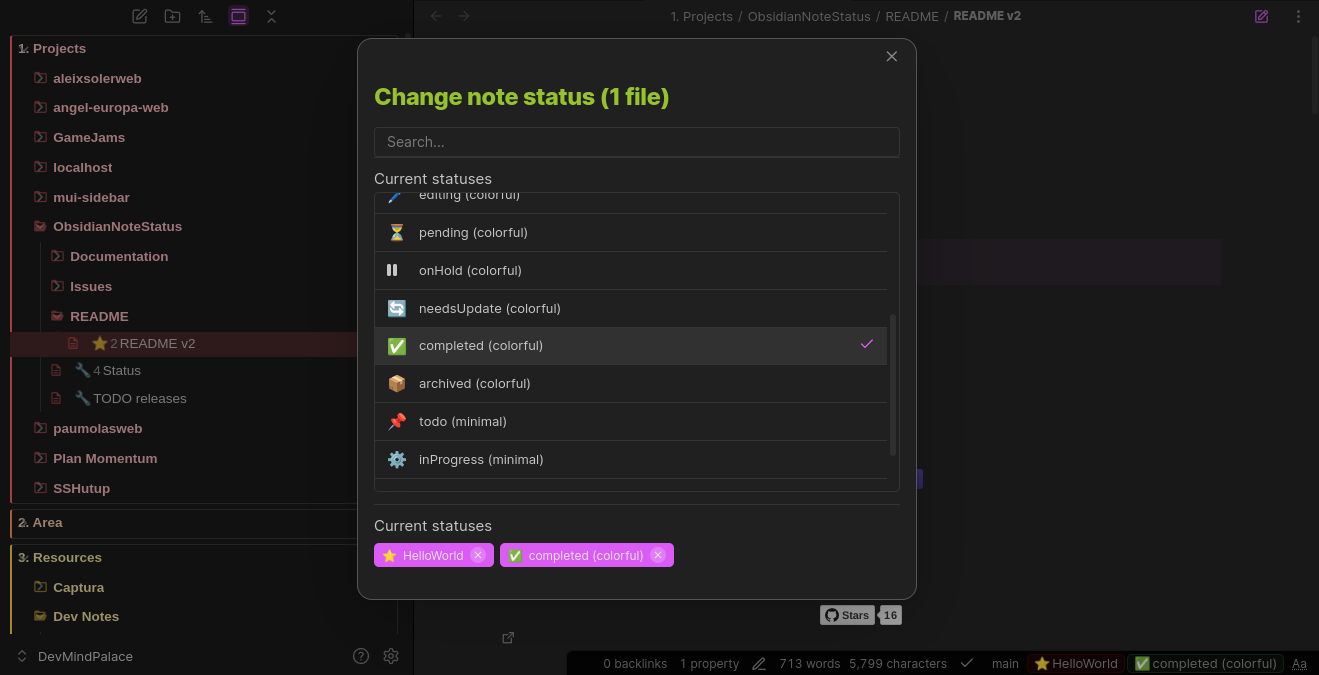 1. Projects / ObsidianNoteStatus / README / README v2
1. Projects
aleixsolerweb
angel-europa-web
GameJams
localhost
mui-sidebar
ObsidianNoteStatus
Documentation
Issues
README
2 README v2
4 Status
TODO releases
paumolasweb
Plan Momentum
SSHutup
2. Area
3. Resources
Captura
Dev Notes
DevMindPalace
Change note status (1 file)
Search...
Current statuses
editing (colorful)
pending (colorful)
onHold (colorful)
needsUpdate (colorful)
completed (colorful)
archived (colorful)
todo (minimal)
inProgress (minimal)
Current statuses
HelloWorld completed (colorful)
Stars 16
0 backlinks 1 property 713 words 5,799 characters main HelloWorld completed (colorful) Aa